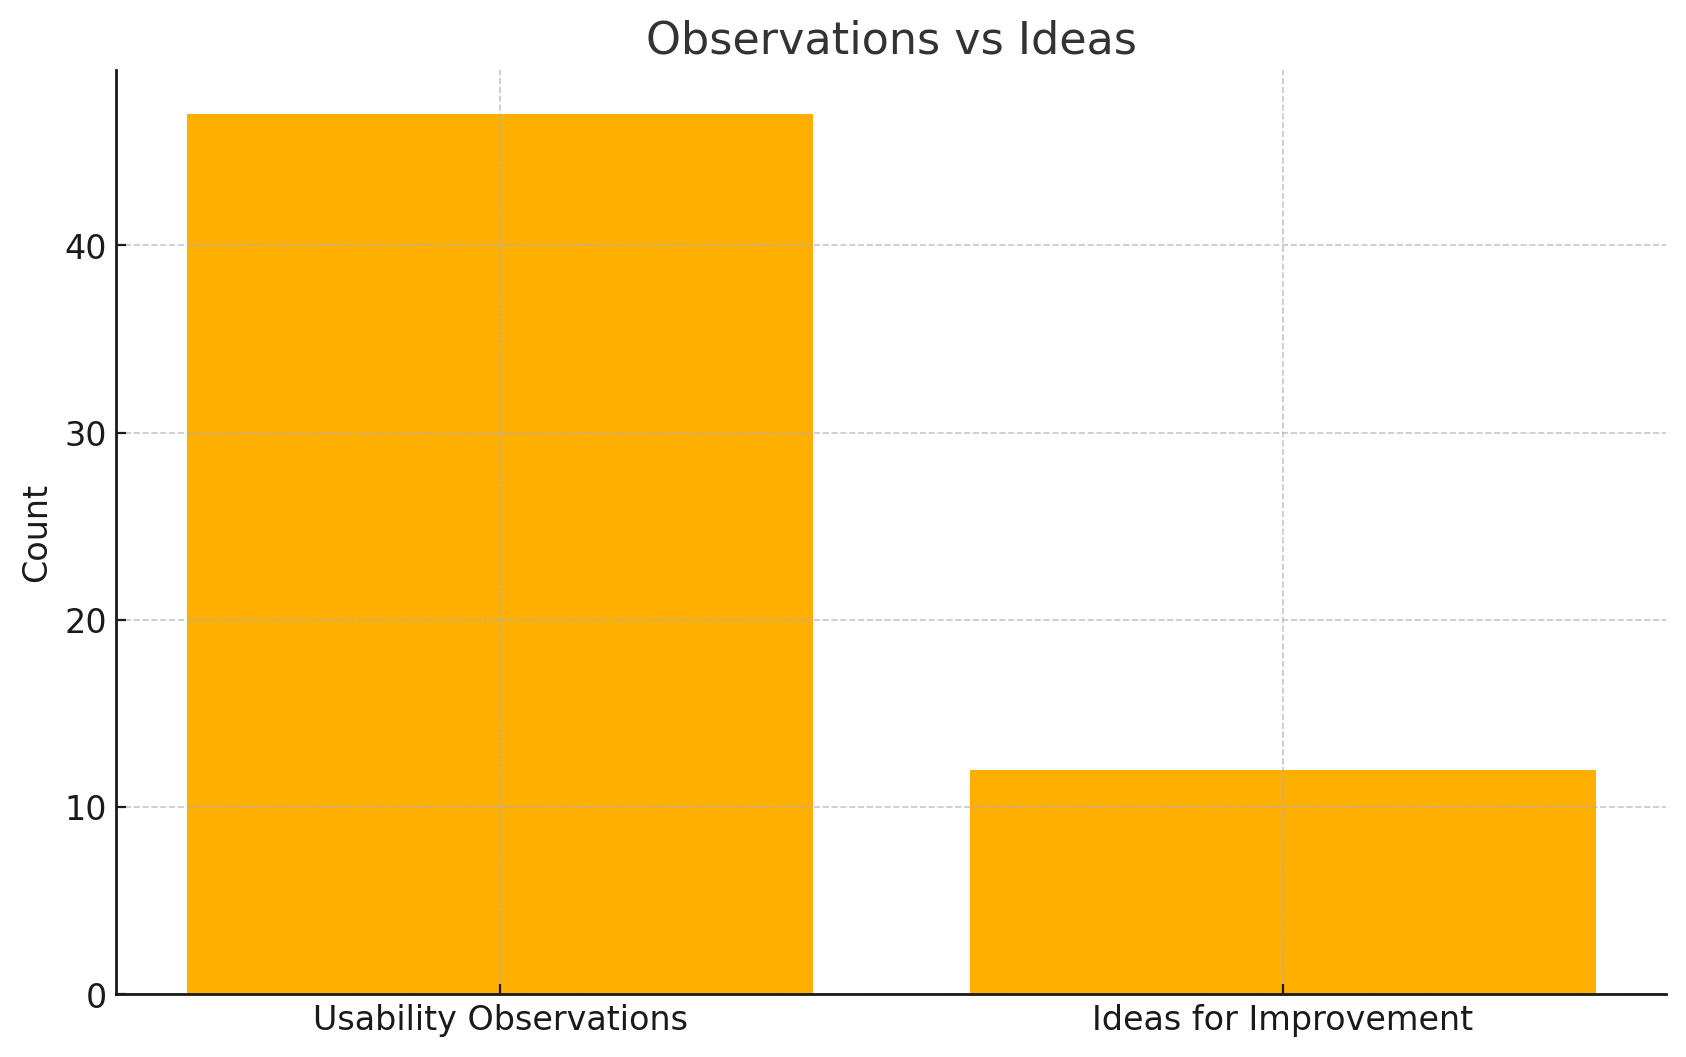 Observations vs Ideas
Count
40
30
20
10
0
Usability Observations
Ideas for Improvement